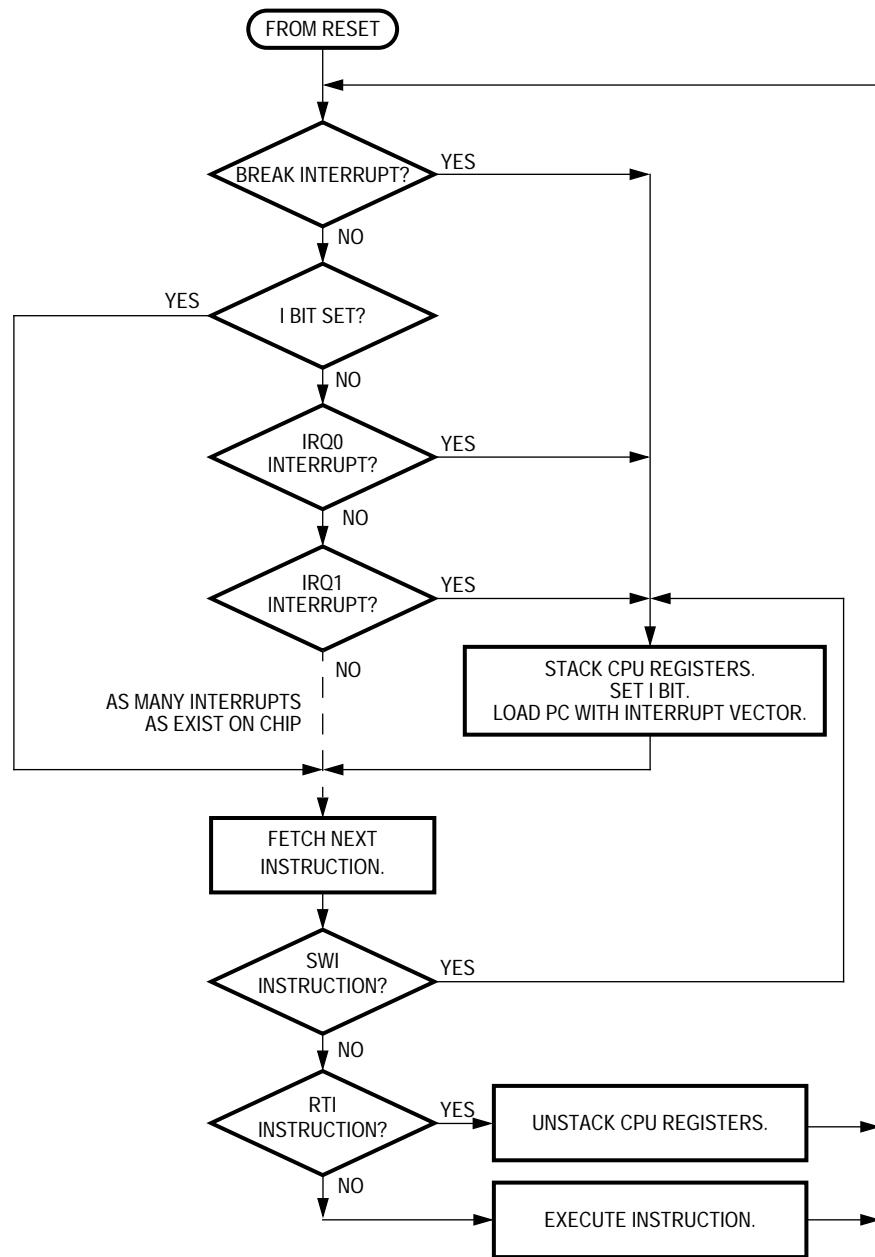 FROM RESET
BREAK INTERRUPT?
YES
NO
YES
I BIT SET?
NO
IRQ0
INTERRUPT?
YES
NO
IRQ1
INTERRUPT?
YES
NO
STACK CPU REGISTERS.
SET I BIT.
LOAD PC WITH INTERRUPT VECTOR.
AS MANY INTERRUPTS
AS EXIST ON CHIP
FETCH NEXT
INSTRUCTION.
SWI
INSTRUCTION?
YES
NO
RTI
INSTRUCTION?
YES
UNSTACK CPU REGISTERS.
NO
EXECUTE INSTRUCTION.